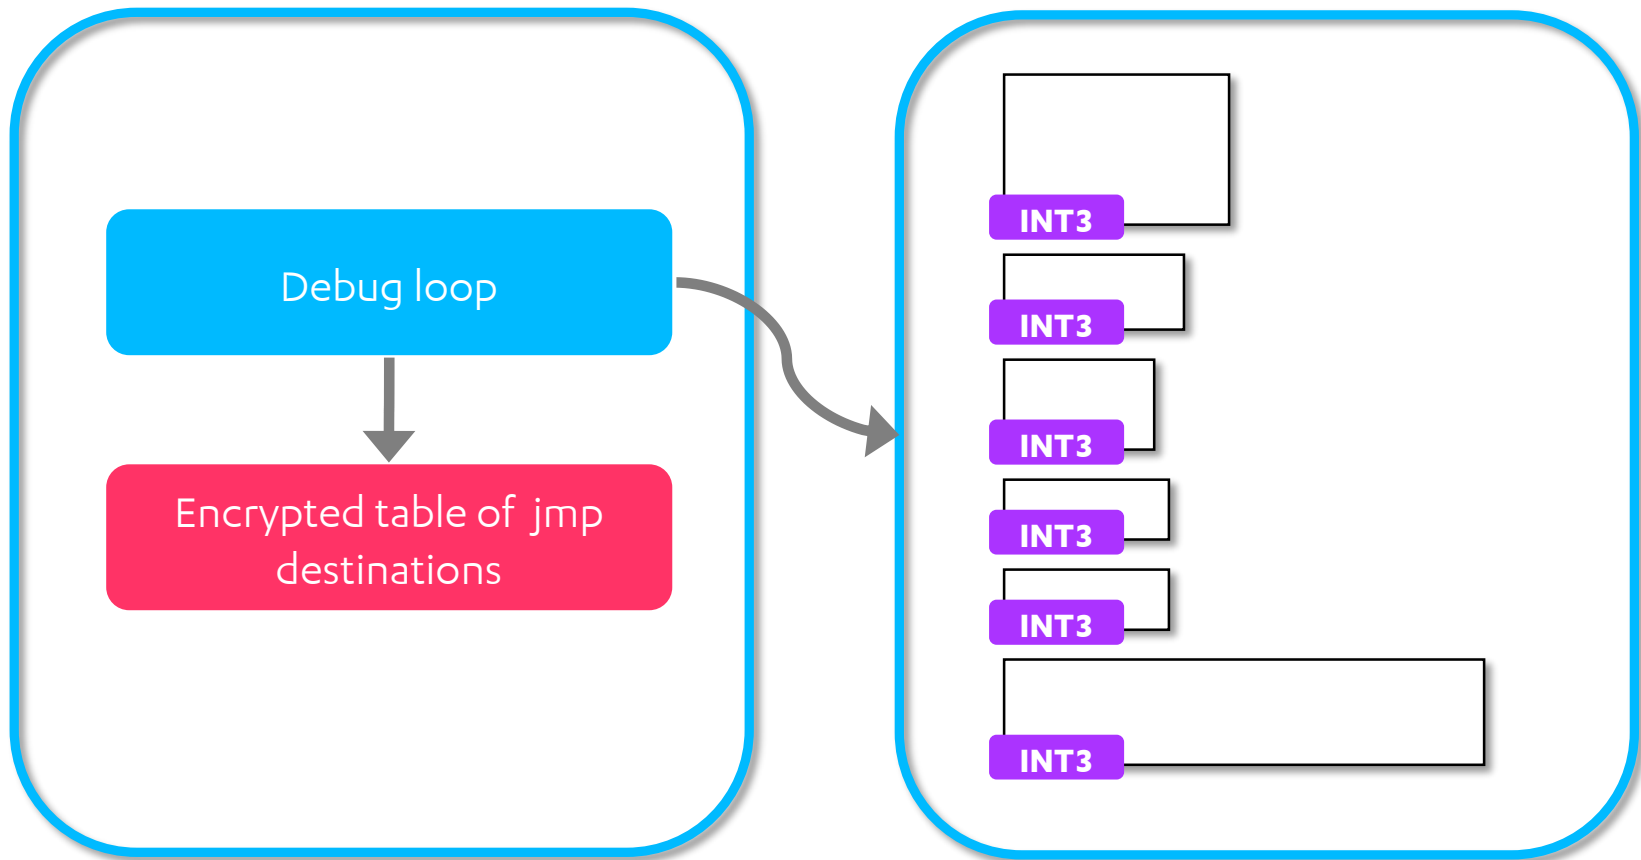 Debug loop
Encrypted table of jmp
destinations
INT3
INT3
INT3
INT3
INT3
INT3